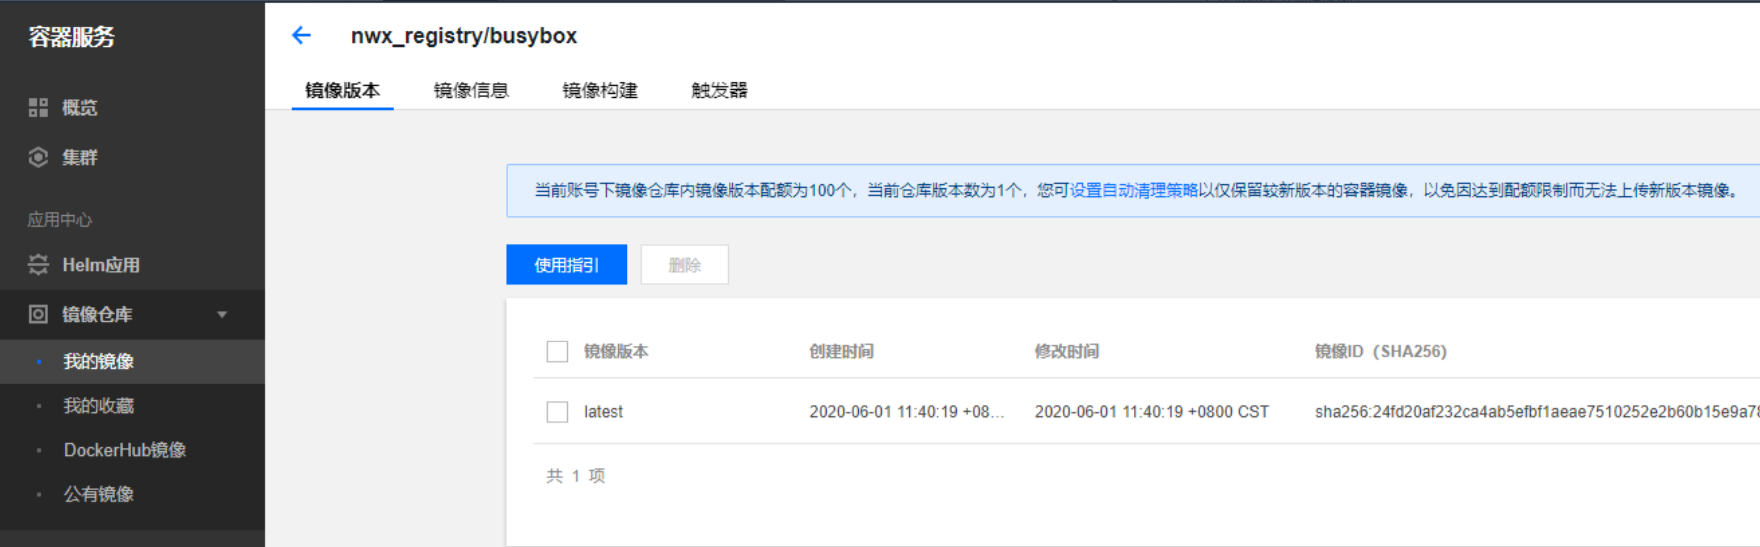 容器服务
概览
集群
应用中心
Helm应用
镜像仓库
我的镜像
我的收藏
DockerHub镜像
公有镜像
nwx_registry/busybox
镜像版本 镜像信息 镜像构建 触发器
当前账号下镜像仓库内镜像版本配额为100个，当前仓库版本数为1个，您可设置自动清理策略以仅保留较新版本的容器镜像，以免因达到配额限制而无法上传新版本镜像。
使用指引 删除
镜像版本 创建时间 修改时间 镜像ID（SHA256)
latest 2020-06-01 11:40:19 +08... 2020-06-01 11:40:19 +0800 CST sha256:24fd20af232ca4ab5efbf1aeae7510252e2b60b15e9a78
共 1 项